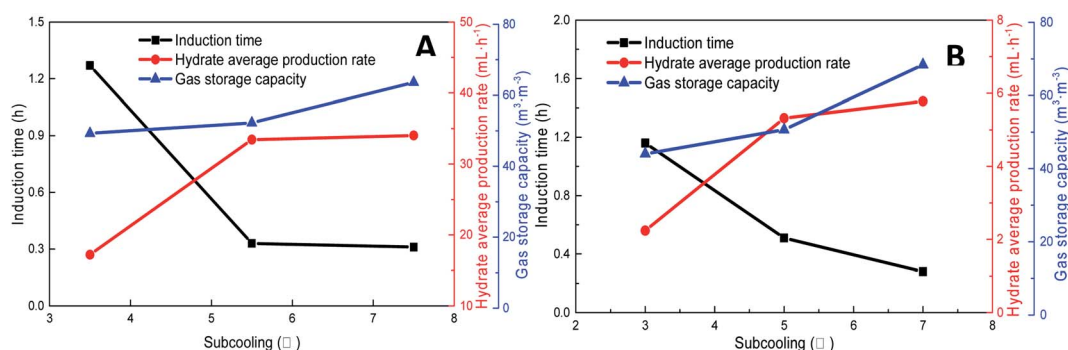 A
Induction time
Hydrate average production rate
Gas storage capacity
1.5
1.2
0.9
0.6
0.3
0.0
Induction time (h)
3 4 5 6 7 8
Subcooling (□)
50
40
30
20
10
Hydrate average production rate (mL·h⁻¹)
80
60
40
20
0
Gas storage capacity (m³·m⁻³)
B
Induction time
Hydrate average production rate
Gas storage capacity
2.0
1.6
1.2
0.8
0.4
0.0
Induction time (h)
2 3 4 5 6 7 8
Subcooling (□)
8
6
4
2
0
Hydrate average production rate (mL·h⁻¹)
80
60
40
20
0
Gas storage capacity (m³·m⁻³)